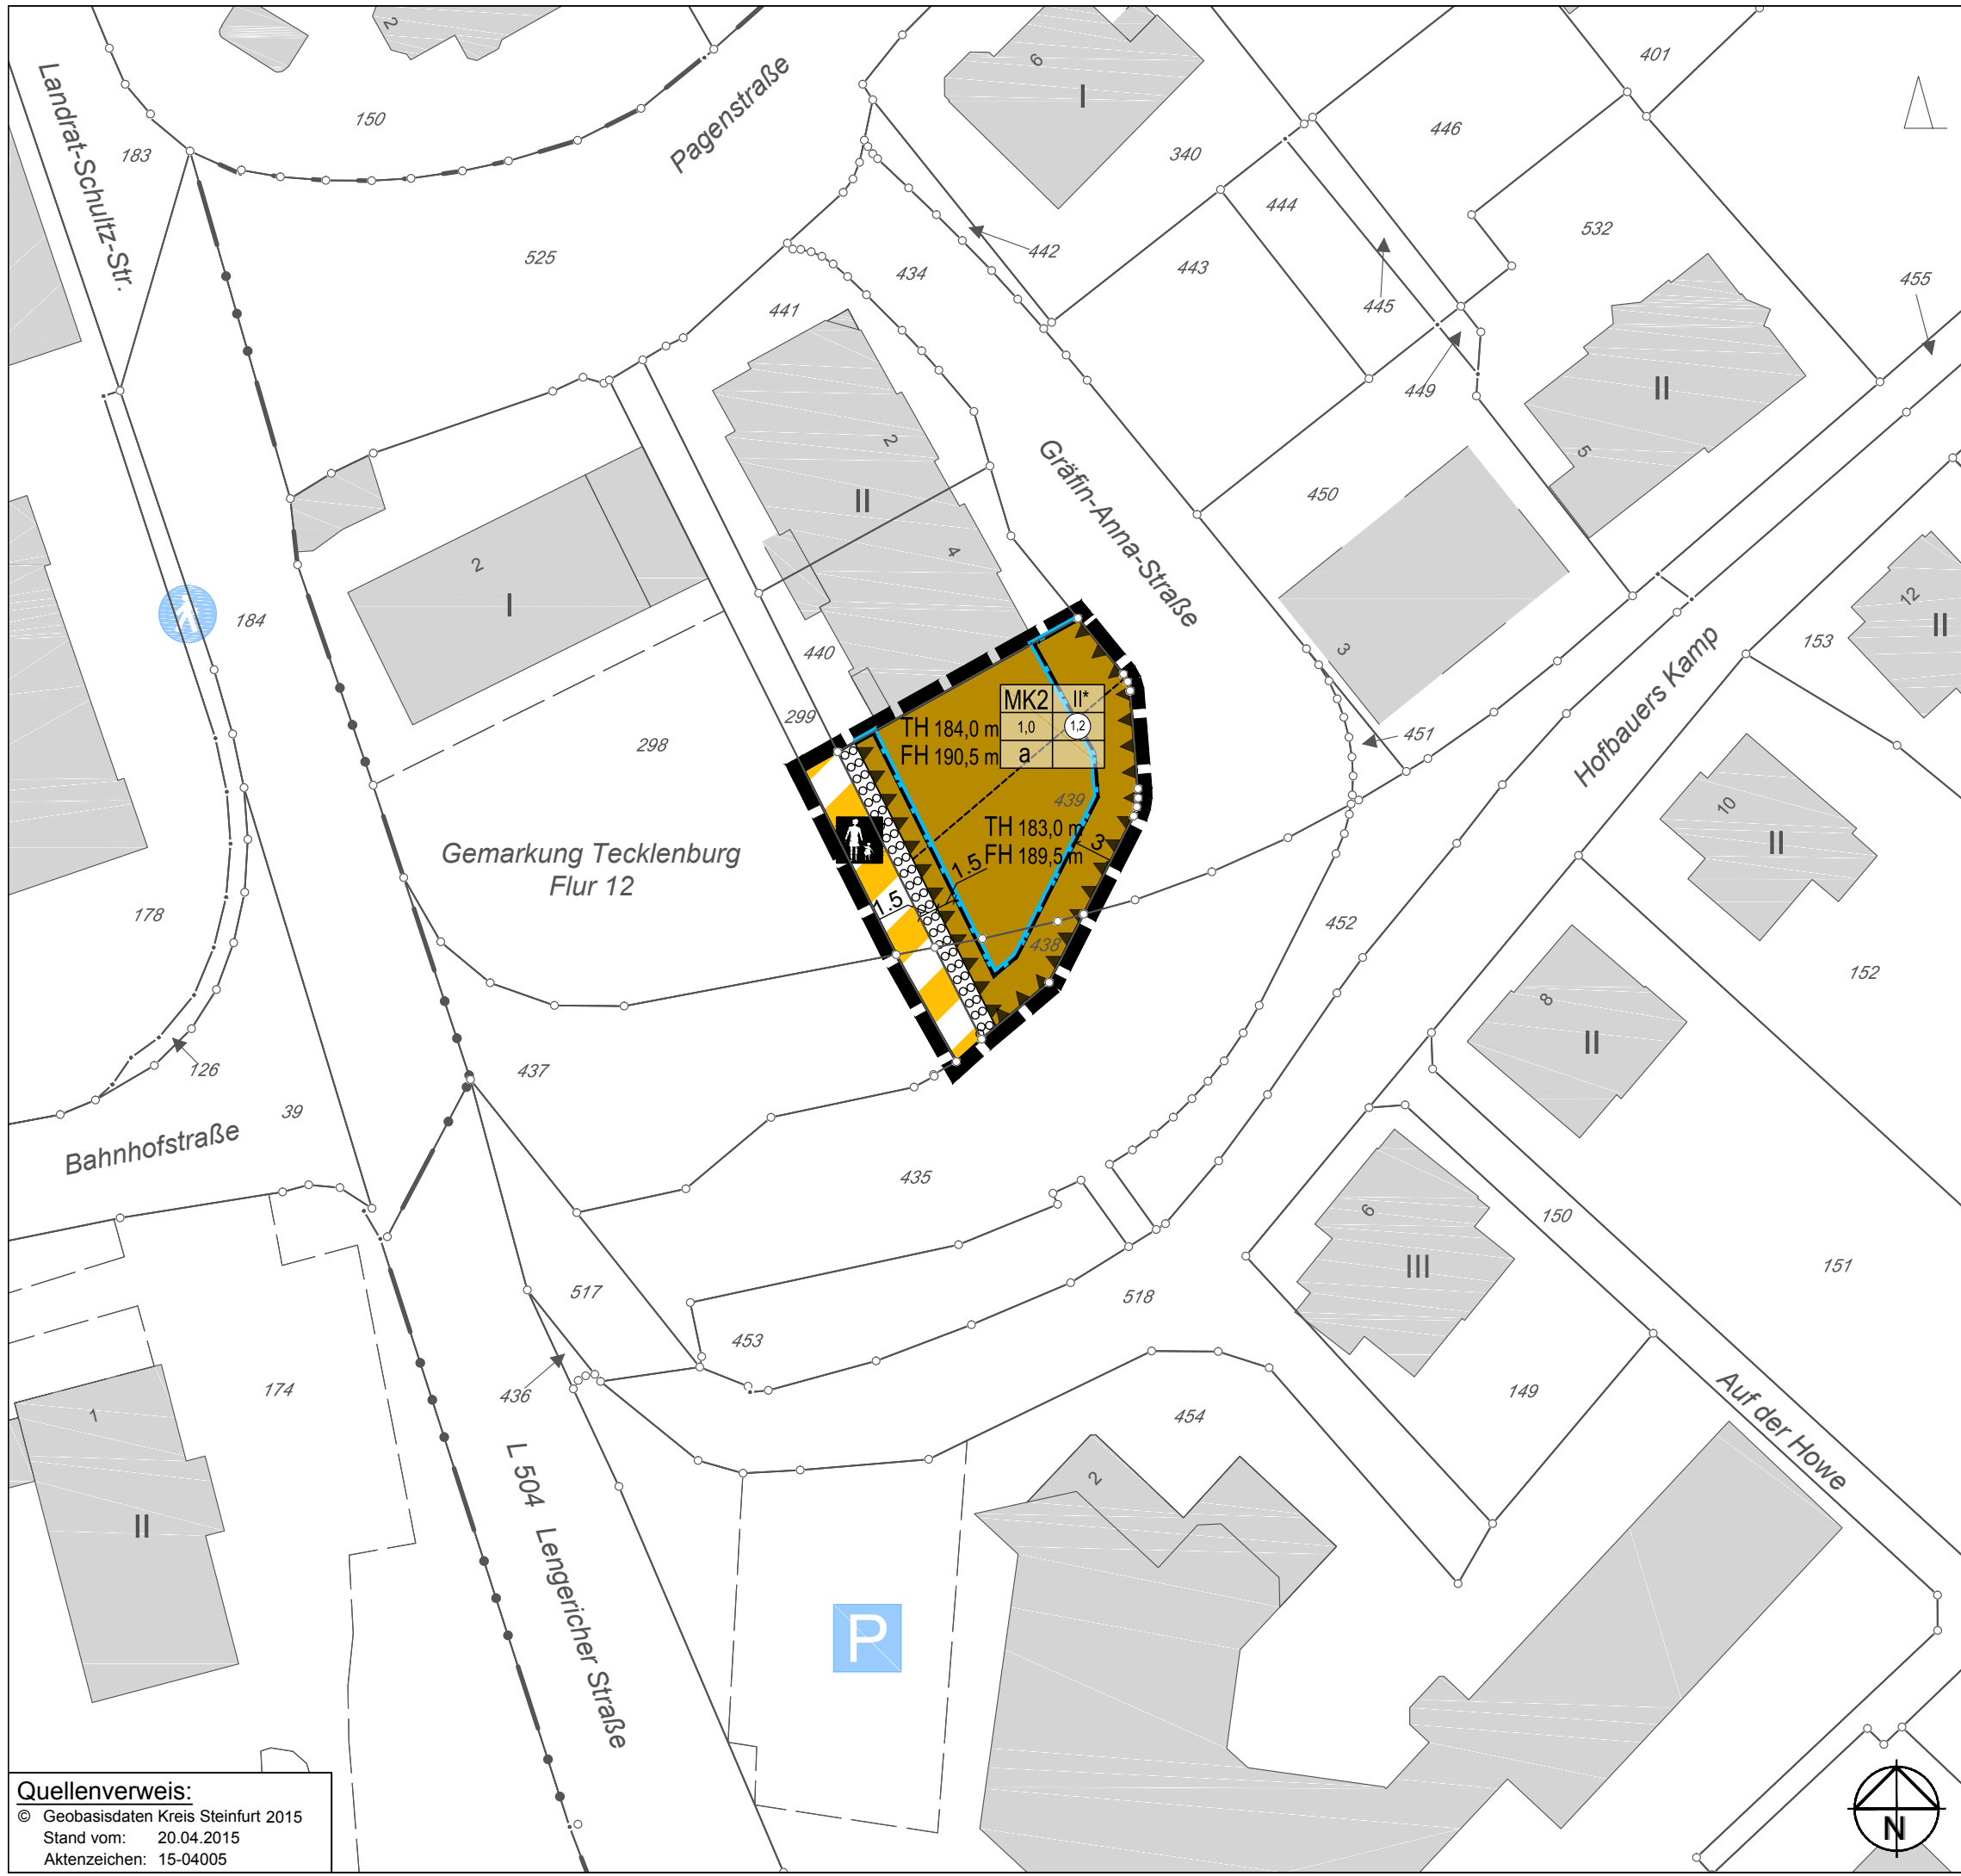 2
Landrat-Schultz-Str.
150
183
Pagenstraße
6
I
401
340
446
444
532
442
443
525
434
445
455
441
449
II
2
II
5
Gräfin-Anna-Straße
450
4
2
I
12
II
184
153
3
440
Hofbauers Kamp
MK2 II*
299
TH 184,0 m 1,0 1,2
FH 190,5 m a
298
451
439
10
II
TH 183,0 m
FH 189,5 m
3
1.5
1.5
Gemarkung Tecklenburg
Flur 12
178
452
438
152
8
II
126
437
39
Bahnhofstraße
435
6
150
III
151
517
518
453
436
174
149
454
1
Auf der Howe
2
II
L 504 Lengericher Straße
P
Quellenverweis:
© Geobasisdaten Kreis Steinfurt 2015
Stand vom: 20.04.2015
Aktenzeichen: 15-04005
N